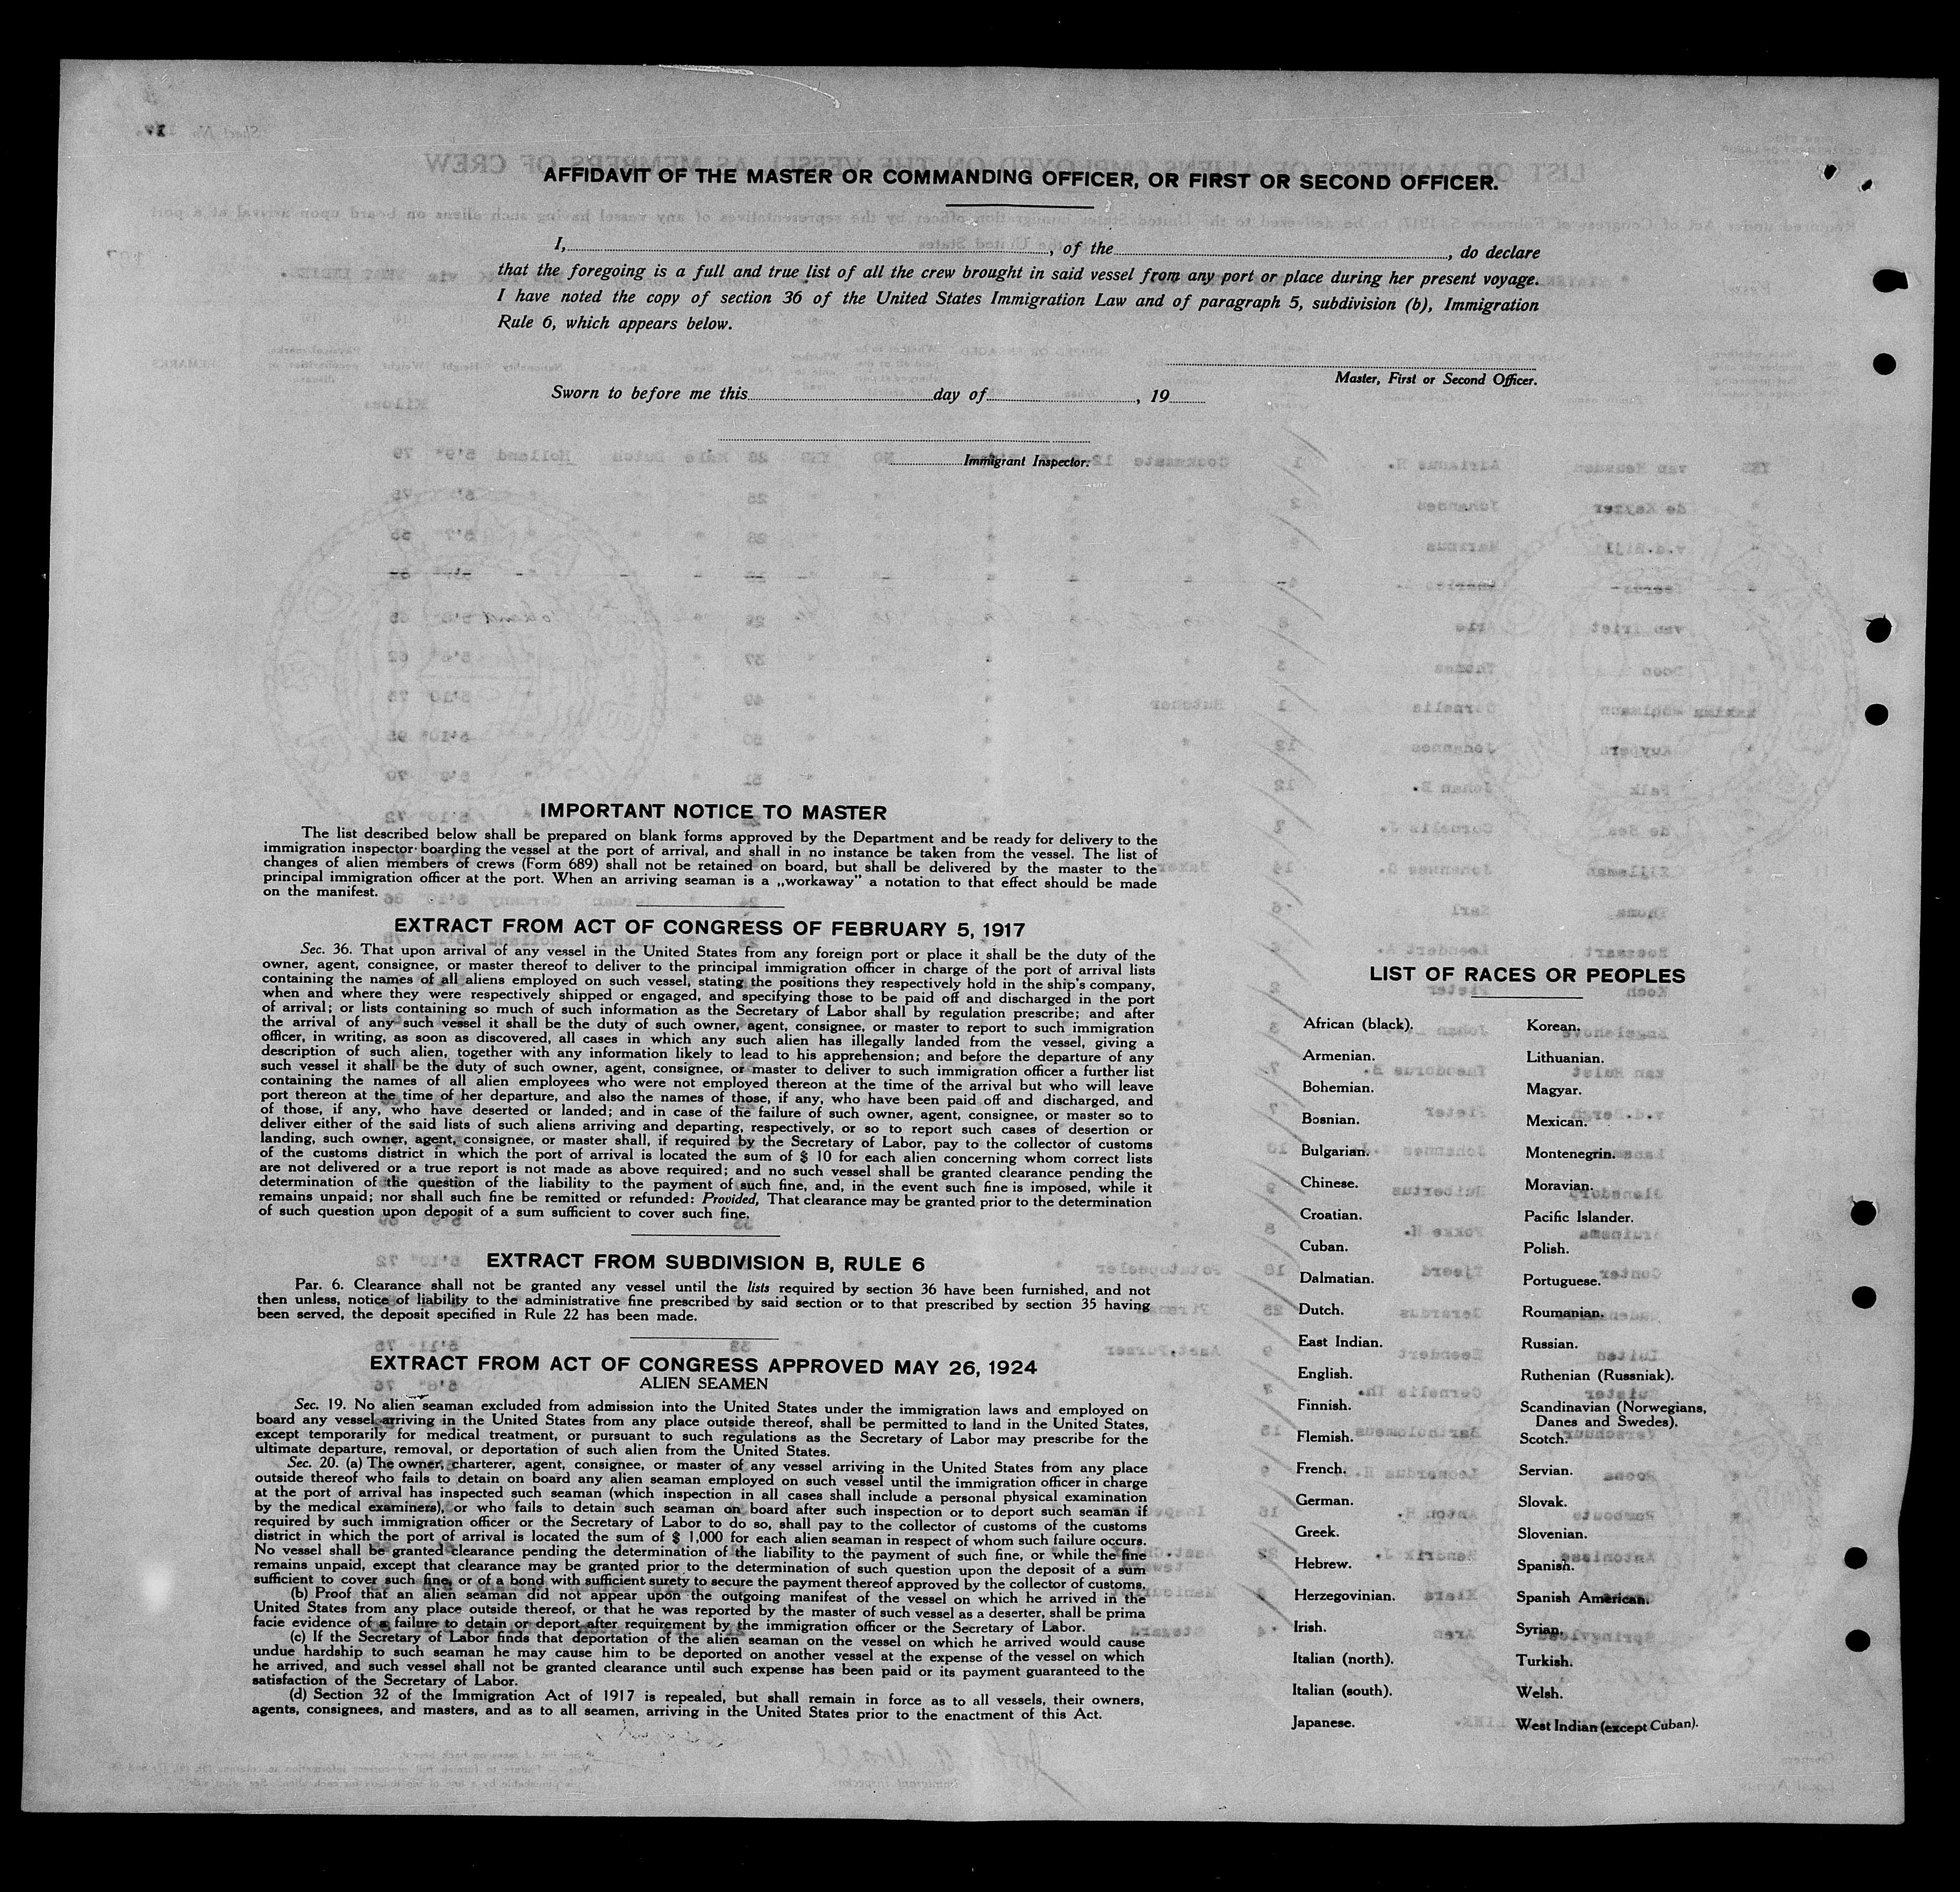 AFFIDAVIT OF THE MASTER OR COMMANDING OFFICER, OR FIRST OR SECOND OFFICER.
I, , of the , do declare
that the foregoing is a full and true list of all the crew brought in said vessel from any port or place during her present voyage.
I have noted the copy of section 36 of the United States Immigration Law and of paragraph 5, subdivision (b), Immigration
Rule 6, which appears below.
Master, First or Second Officer.
Sworn to before me this day of , 19
Immigrant Inspector.
IMPORTANT NOTICE TO MASTER
The list described below shall be prepared on blank forms approved by the Department and be ready for delivery to the
immigration inspector boarding the vessel at the port of arrival, and shall in no instance be taken from the vessel. The list of
changes of alien members of crews (Form 689) shall not be retained on board, but shall be delivered by the master to the
principal immigration officer at the port. When an arriving seaman is a „workaway” a notation to that effect should be made
on the manifest.
EXTRACT FROM ACT OF CONGRESS OF FEBRUARY 5, 1917
Sec. 36. That upon arrival of any vessel in the United States from any foreign port or place it shall be the duty of the
owner, agent, consignee, or master thereof to deliver to the principal immigration officer in charge of the port of arrival lists
containing the names of all aliens employed on such vessel, stating the positions they respectively hold in the ship's company,
when and where they were respectively shipped or engaged, and specifying those to be paid off and discharged in the port
of arrival; or lists containing so much of such information as the Secretary of Labor shall by regulation prescribe; and after
the arrival of any such vessel it shall be the duty of such owner, agent, consignee, or master to report to such immigration
officer, in writing, as soon as discovered, all cases in which any such alien has illegally landed from the vessel, giving a
description of such alien, together with any information likely to lead to his apprehension; and before the departure of any
such vessel it shall be the duty of such owner, agent, consignee, or master to deliver to such immigration officer a further list
containing the names of all alien employees who were not employed thereon at the time of the arrival but who will leave
port thereon at the time of her departure, and also the names of those, if any, who have been paid off and discharged, and
of those, if any, who have deserted or landed; and in case of the failure of such owner, agent, consignee, or master so to
deliver either of the said lists of such aliens arriving and departing, respectively, or so to report such cases of desertion or
landing, such owner, agent, consignee, or master shall, if required by the Secretary of Labor, pay to the collector of customs
of the customs district in which the port of arrival is located the sum of $ 10 for each alien concerning whom correct lists
are not delivered or a true report is not made as above required; and no such vessel shall be granted clearance pending the
determination of the question of the liability to the payment of such fine, and, in the event such fine is imposed, while it
remains unpaid; nor shall such fine be remitted or refunded: Provided, That clearance may be granted prior to the determination
of such question upon deposit of a sum sufficient to cover such fine.
EXTRACT FROM SUBDIVISION B, RULE 6
Par. 6. Clearance shall not be granted any vessel until the lists required by section 36 have been furnished, and not
then unless, notice of liability to the administrative fine prescribed by said section or to that prescribed by section 35 having
been served, the deposit specified in Rule 22 has been made.
EXTRACT FROM ACT OF CONGRESS APPROVED MAY 26, 1924
ALIEN SEAMEN
Sec. 19. No alien seaman excluded from admission into the United States under the immigration laws and employed on
board any vessel arriving in the United States from any place outside thereof, shall be permitted to land in the United States,
except temporarily for medical treatment, or pursuant to such regulations as the Secretary of Labor may prescribe for the
ultimate departure, removal, or deportation of such alien from the United States.
Sec. 20. (a) The owner, charterer, agent, consignee, or master of any vessel arriving in the United States from any place
outside thereof who fails to detain on board any alien seaman employed on such vessel until the immigration officer in charge
at the port of arrival has inspected such seaman (which inspection in all cases shall include a personal physical examination
by the medical examiners), or who fails to detain such seaman on board after such inspection or to deport such seaman if
required by such immigration officer or the Secretary of Labor to do so, shall pay to the collector of customs of the customs
district in which the port of arrival is located the sum of $ 1,000 for each alien seaman in respect of whom such failure occurs.
No vessel shall be granted clearance pending the determination of the liability to the payment of such fine, or while the fine
remains unpaid, except that clearance may be granted prior to the determination of such question upon the deposit of a sum
sufficient to cover such fine, or of a bond with sufficient surety to secure the payment thereof approved by the collector of customs.
(b) Proof that an alien seaman did not appear upon the outgoing manifest of the vessel on which he arrived in the
United States from any place outside thereof, or that he was reported by the master of such vessel as a deserter, shall be prima
facie evidence of a failure to detain or deport after requirement by the immigration officer or the Secretary of Labor.
(c) If the Secretary of Labor finds that deportation of the alien seaman on the vessel on which he arrived would cause
undue hardship to such seaman he may cause him to be deported on another vessel at the expense of the vessel on which
he arrived, and such vessel shall not be granted clearance until such expense has been paid or its payment guaranteed to the
satisfaction of the Secretary of Labor.
(d) Section 32 of the Immigration Act of 1917 is repealed, but shall remain in force as to all vessels, their owners,
agents, consignees, and masters, and as to all seamen, arriving in the United States prior to the enactment of this Act.
LIST OF RACES OR PEOPLES
African (black).
Armenian.
Bohemian.
Bosnian.
Bulgarian.
Chinese.
Croatian.
Cuban.
Dalmatian.
Dutch.
East Indian.
English.
Finnish.
Flemish.
French.
German.
Greek.
Hebrew.
Herzegovinian.
Irish.
Italian (north).
Italian (south).
Japanese.
Korean.
Lithuanian.
Magyar.
Mexican.
Montenegrin.
Moravian.
Pacific Islander.
Polish.
Portuguese.
Roumanian.
Russian.
Ruthenian (Russniak).
Scandinavian (Norwegians,
Danes and Swedes).
Scotch.
Servian.
Slovak.
Slovenian.
Spanish.
Spanish American.
Syrian.
Turkish.
Welsh.
West Indian (except Cuban).